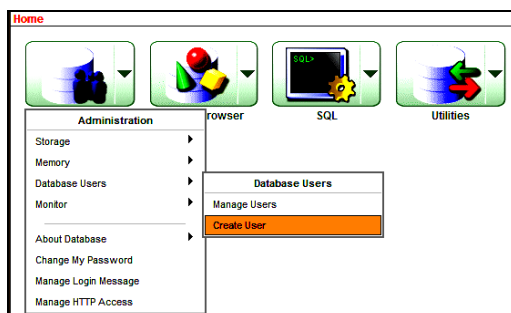 Home
SQL>
rowser
SQL
Utilities
Administration
Storage
Memory
Database Users
Monitor
About Database
Change My Password
Manage Login Message
Manage HTTP Access
Database Users
Manage Users
Create User